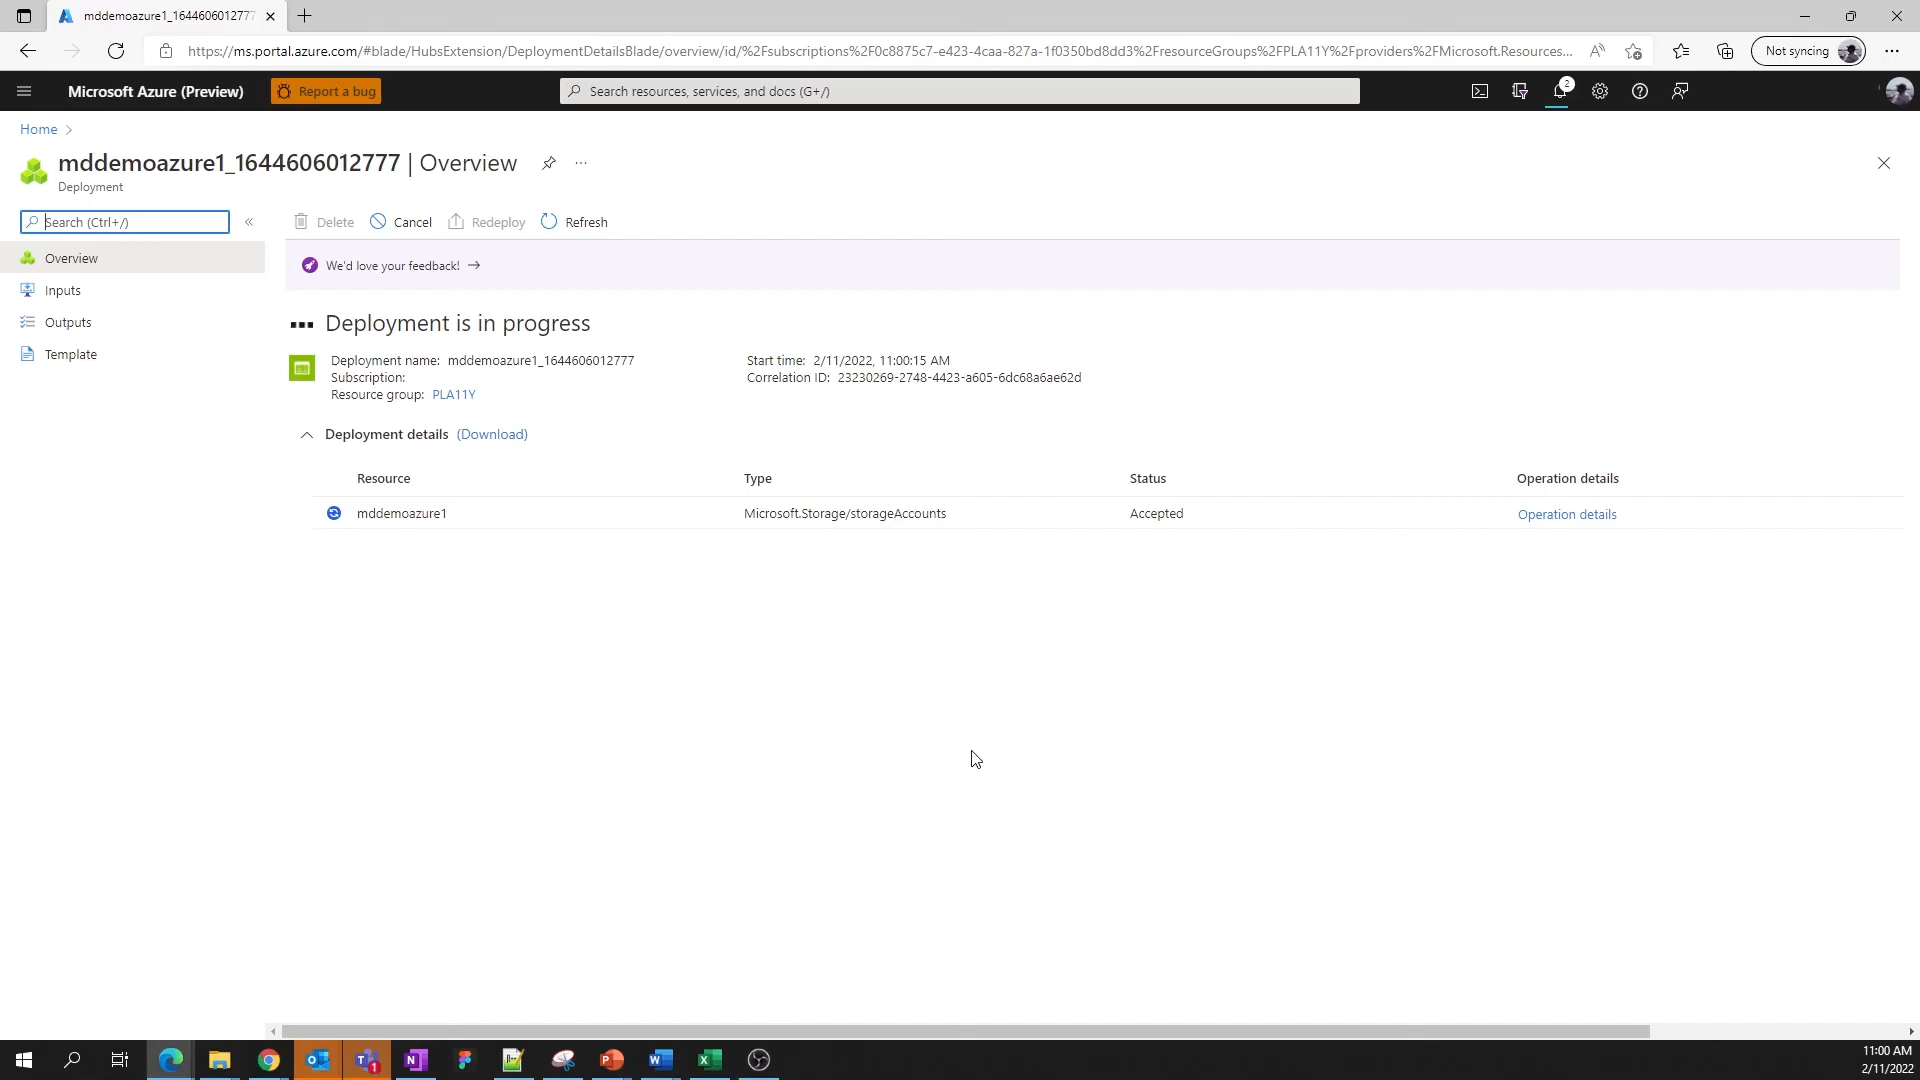 mddemoazure1_1644606012777
https://ms.portal.azure.com/#blade/HubsExtension/DeploymentDetailsBlade/overview/id/%2Fsubscriptions%2F0c8875c7-e423-4caa-827a-1f0350bd8dd3%2FresourceGroups%2FPLA11Y%2Fproviders%2FMicrosoft.Resources...
Not syncing
Microsoft Azure (Preview)
Report a bug
Search resources, services, and docs (G+/)
2
Home
mddemoazure1_1644606012777 | Overview
Deployment
Search (Ctrl+/)
Delete
Cancel
Redeploy
Refresh
Overview
Inputs
Outputs
Template
We'd love your feedback!
Deployment is in progress
Deployment name: mddemoazure1_1644606012777
Subscription:
Resource group: PLA11Y
Start time: 2/11/2022, 11:00:15 AM
Correlation ID: 23230269-2748-4423-a605-6dc68a6ae62d
Deployment details (Download)
Resource Type Status Operation details
mddemoazure1 Microsoft.Storage/storageAccounts Accepted Operation details
1
11:00 AM
2/11/2022